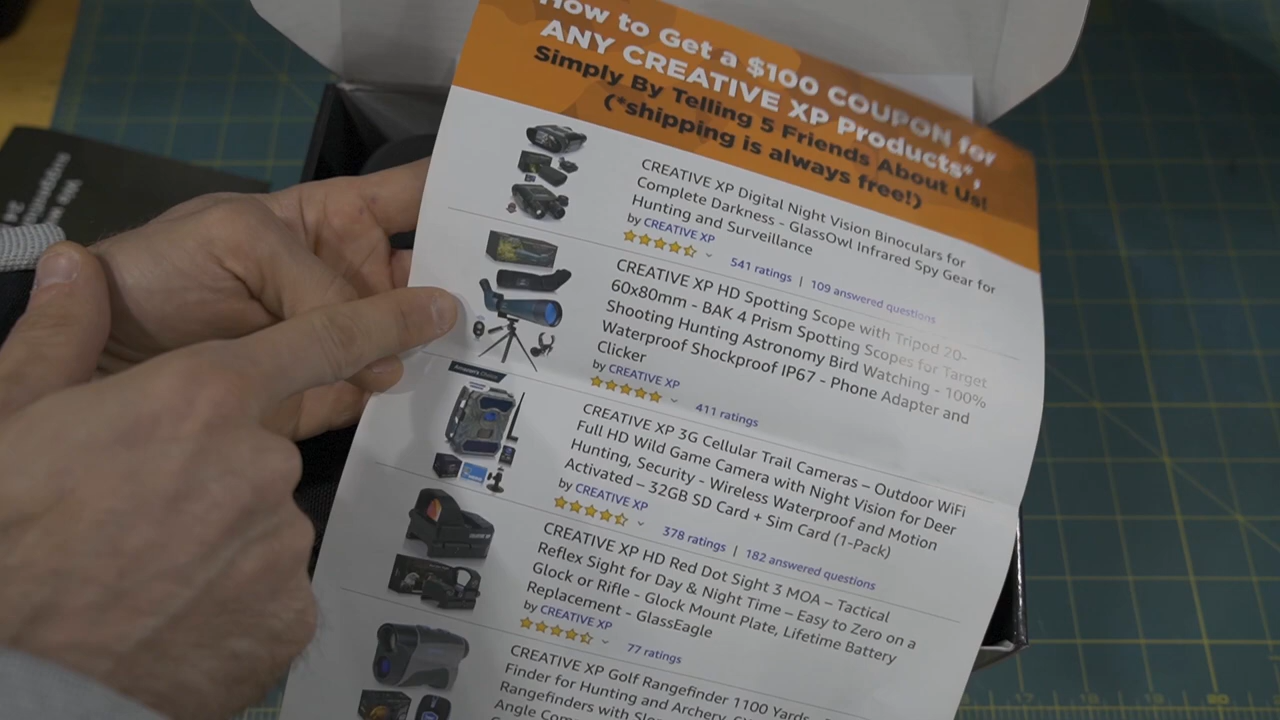 How to Get a $100 COUPON for
ANY CREATIVE XP Products*,
Simply By Telling 5 Friends About Us!
(*shipping is always free!)
CREATIVE XP Digital Night Vision Binoculars for
Complete Darkness - GlassOwl Infrared Spy Gear for
Hunting and Surveillance
by CREATIVE XP
541 ratings | 109 answered questions
CREATIVE XP HD Spotting Scope with Tripod 20-
60x80mm - BAK 4 Prism Spotting Scopes for Target
Shooting Hunting Astronomy Bird Watching - 100%
Waterproof Shockproof IP67 - Phone Adapter and
Clicker
by CREATIVE XP
411 ratings
Amazon's Choice
CREATIVE XP 3G Cellular Trail Cameras – Outdoor WiFi
Full HD Wild Game Camera with Night Vision for Deer
Hunting, Security - Wireless Waterproof and Motion
Activated – 32GB SD Card + Sim Card (1-Pack)
by CREATIVE XP
378 ratings | 182 answered questions
CREATIVE XP HD Red Dot Sight 3 MOA – Tactical
Reflex Sight for Day & Night Time – Easy to Zero on a
Glock or Rifle - Glock Mount Plate, Lifetime Battery
Replacement - GlassEagle
by CREATIVE XP
77 ratings
CREATIVE XP Golf Rangefinder 1100 Yards
Finder for Hunting and Archery
Rangefinders with
Angle
24
17
18
19
20